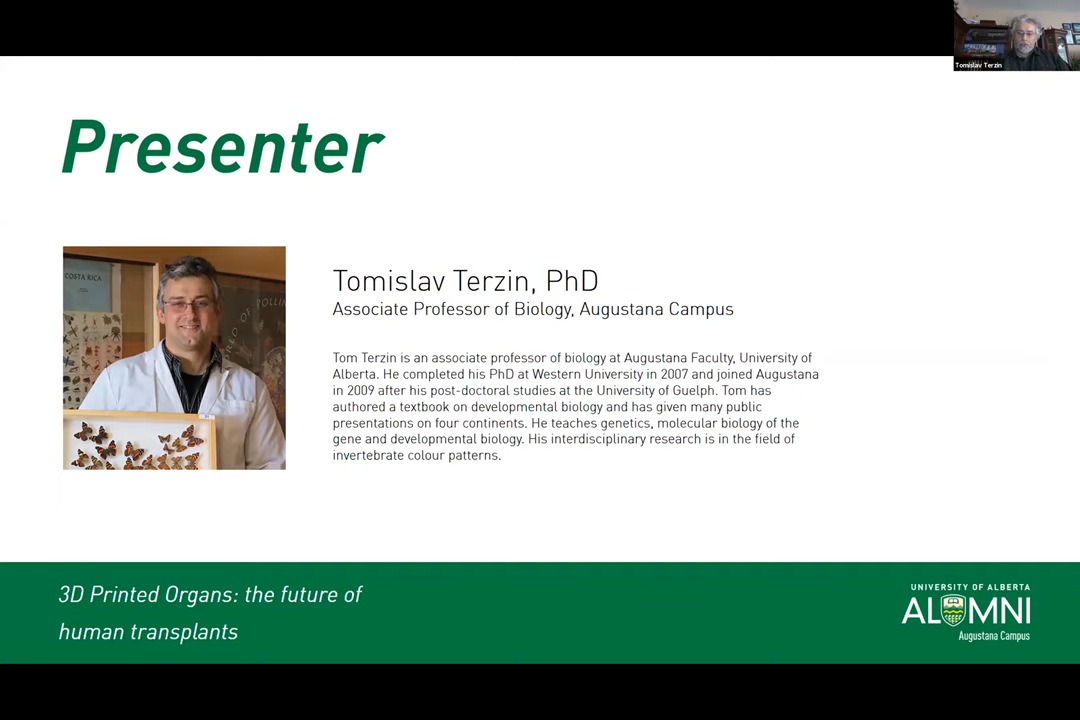 Tomislav Terzin
Presenter
COSTA RICA
Tomislav Terzin, PhD
Associate Professor of Biology, Augustana Campus
Tom Terzin is an associate professor of biology at Augustana Faculty, University of
Alberta. He completed his PhD at Western University in 2007 and joined Augustana
in 2009 after his post-doctoral studies at the University of Guelph. Tom has
authored a textbook on developmental biology and has given many public
presentations on four continents. He teaches genetics, molecular biology of the
gene and developmental biology. His interdisciplinary research is in the field of
invertebrate colour patterns.
3D Printed Organs: the future of
human transplants
UNIVERSITY OF ALBERTA
ALUMNI
Augustana Campus